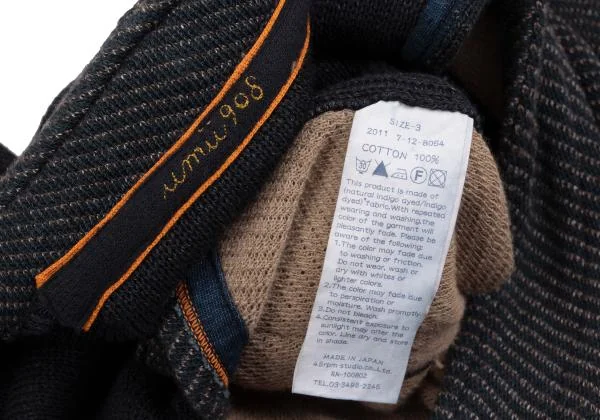 umii 908
SIZE-3
2011 7-12-8064
COTTON 100%
30 F
This product is made of
(natural indigo dyed/indigo
dyed)*fabric.With repeated
wearing and washing,the
color of the garment will
pleasantly fade. Please be
aware of the following:
1.The color may fade due
to washing or friction.
Do not wear, wash or
dry with whites or
lighter colors.
2.The color may fade due
to perspiration or
moisture. Wash promptly.
3.Do not bleach.
4.Consistent exposure to
sunlight may alter the
color. Line dry and store
in shade.
MADE IN JAPAN
45rpm-studio.co.,Ltd.
RN-100802
TEL.03-3498-2245